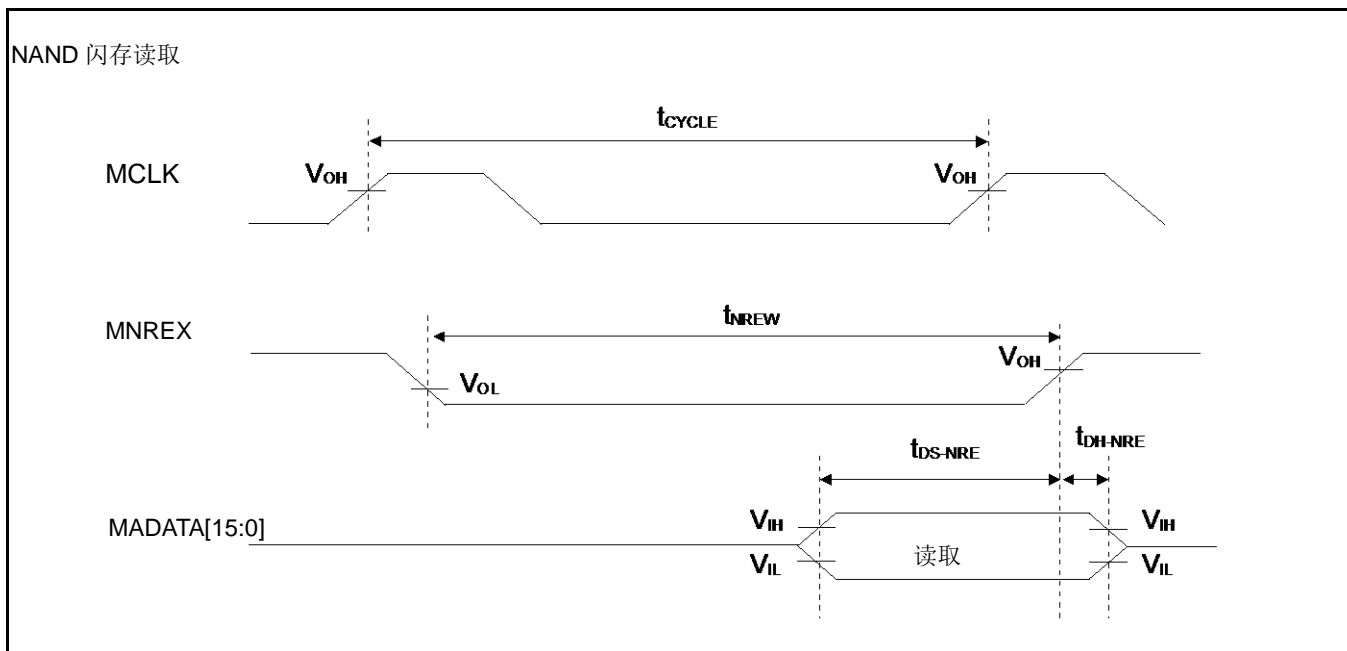 NAND 闪存读取
tCYCLE
MCLK
VOH
VOH
MNREX
tNREW
VOL
VOH
tDS-NRE
tDH-NRE
MADATA[15:0]
VIH
VIH
读取
VIL
VIL